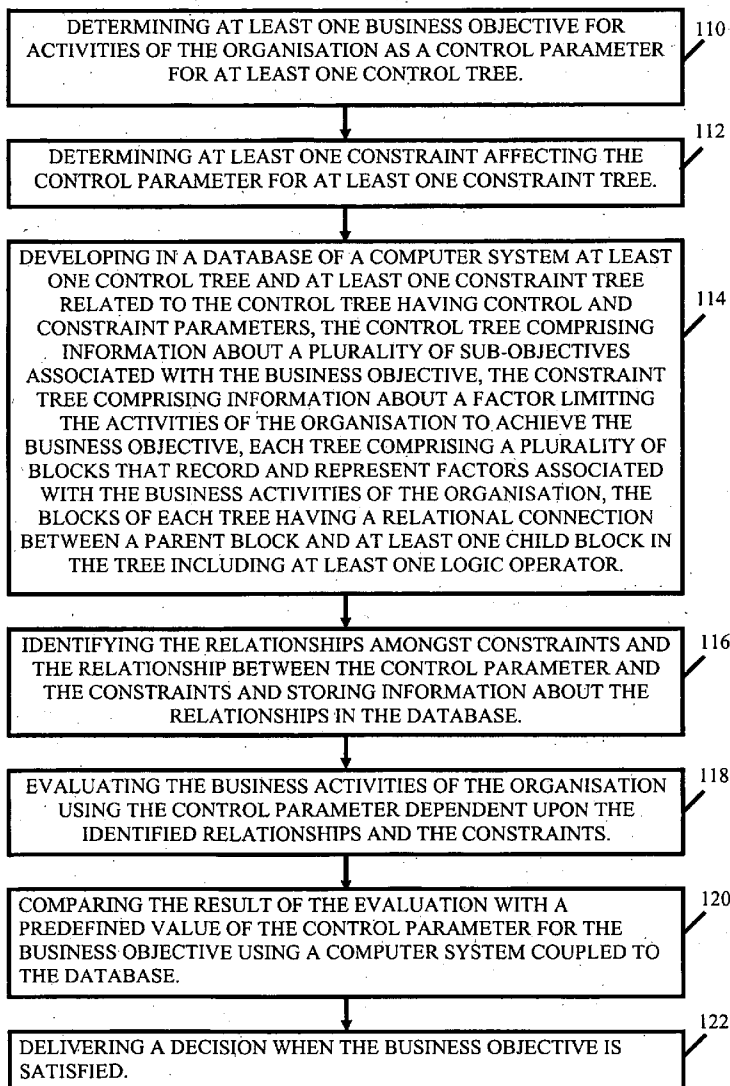 DETERMINING AT LEAST ONE BUSINESS OBJECTIVE FOR
ACTIVITIES OF THE ORGANISATION AS A CONTROL PARAMETER
FOR AT LEAST ONE CONTROL TREE.
110
DETERMINING AT LEAST ONE CONSTRAINT AFFECTING THE
CONTROL PARAMETER FOR AT LEAST ONE CONSTRAINT TREE.
112
DEVELOPING IN A DATABASE OF A COMPUTER SYSTEM AT LEAST
ONE CONTROL TREE AND AT LEAST ONE CONSTRAINT TREE
RELATED TO THE CONTROL TREE HAVING CONTROL AND
CONSTRAINT PARAMETERS, THE CONTROL TREE COMPRISING
INFORMATION ABOUT A PLURALITY OF SUB-OBJECTIVES
ASSOCIATED WITH THE BUSINESS OBJECTIVE, THE CONSTRAINT
TREE COMPRISING INFORMATION ABOUT A FACTOR LIMITING
THE ACTIVITIES OF THE ORGANISATION TO ACHIEVE THE
BUSINESS OBJECTIVE, EACH TREE COMPRISING A PLURALITY OF
BLOCKS THAT RECORD AND REPRESENT FACTORS ASSOCIATED
WITH THE BUSINESS ACTIVITIES OF THE ORGANISATION, THE
BLOCKS OF EACH TREE HAVING A RELATIONAL CONNECTION
BETWEEN A PARENT BLOCK AND AT LEAST ONE CHILD BLOCK IN
THE TREE INCLUDING AT LEAST ONE LOGIC OPERATOR.
114
IDENTIFYING THE RELATIONSHIPS AMONGST CONSTRAINTS AND
THE RELATIONSHIP BETWEEN THE CONTROL PARAMETER AND
THE CONSTRAINTS AND STORING INFORMATION ABOUT THE
RELATIONSHIPS IN THE DATABASE.
116
EVALUATING THE BUSINESS ACTIVITIES OF THE ORGANISATION
USING THE CONTROL PARAMETER DEPENDENT UPON THE
IDENTIFIED RELATIONSHIPS AND THE CONSTRAINTS.
118
COMPARING THE RESULT OF THE EVALUATION WITH A
PREDEFINED VALUE OF THE CONTROL PARAMETER FOR THE
BUSINESS OBJECTIVE USING A COMPUTER SYSTEM COUPLED TO
THE DATABASE.
120
DELIVERING A DECISION WHEN THE BUSINESS OBJECTIVE IS
SATISFIED.
122